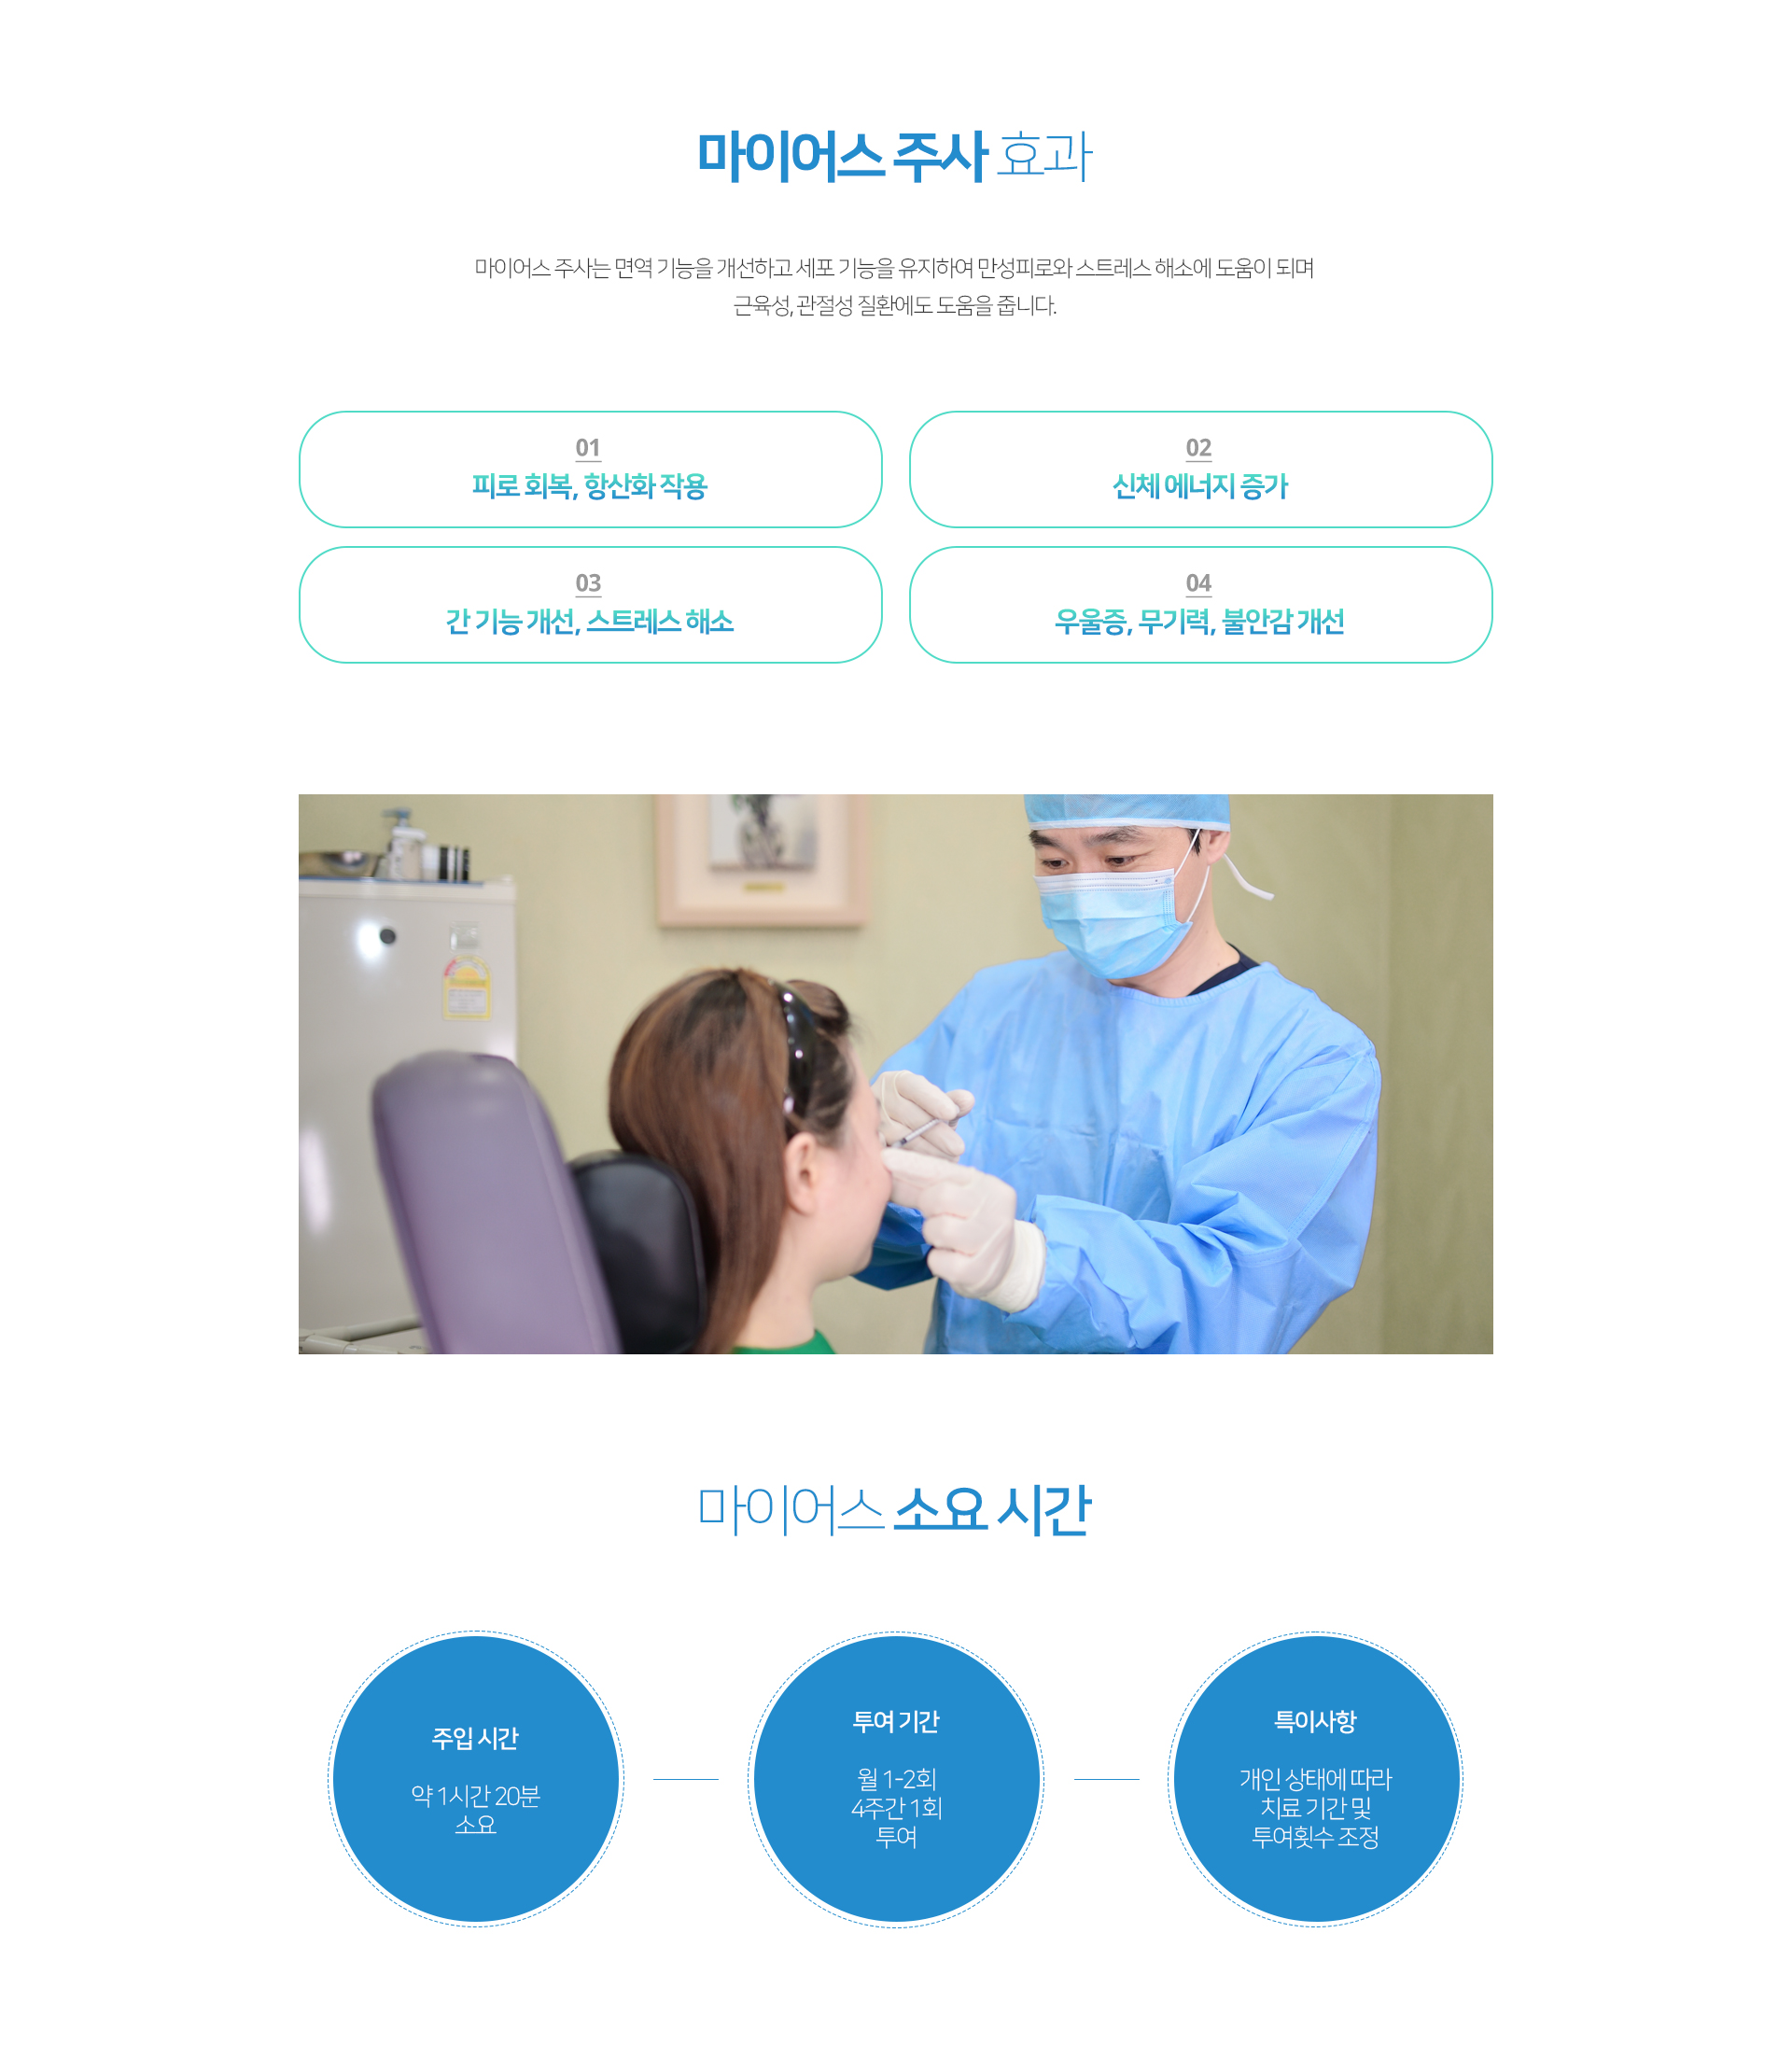 마이어스 주사 효과
마이어스 주사는 면역 기능을 개선하고 세포 기능을 유지하여 만성피로와 스트레스 해소에 도움이 되며
근육성, 관절성 질환에도 도움을 줍니다.
01
피로 회복, 항산화 작용
02
신체 에너지 증가
03
간 기능 개선, 스트레스 해소
04
우울증, 무기력, 불안감 개선
마이어스 소요 시간
주입 시간
약 1시간 20분
소요
투여 기간
월 1-2회
4주간 1회
투여
특이사항
개인 상태에 따라
치료 기간 및
투여횟수 조정